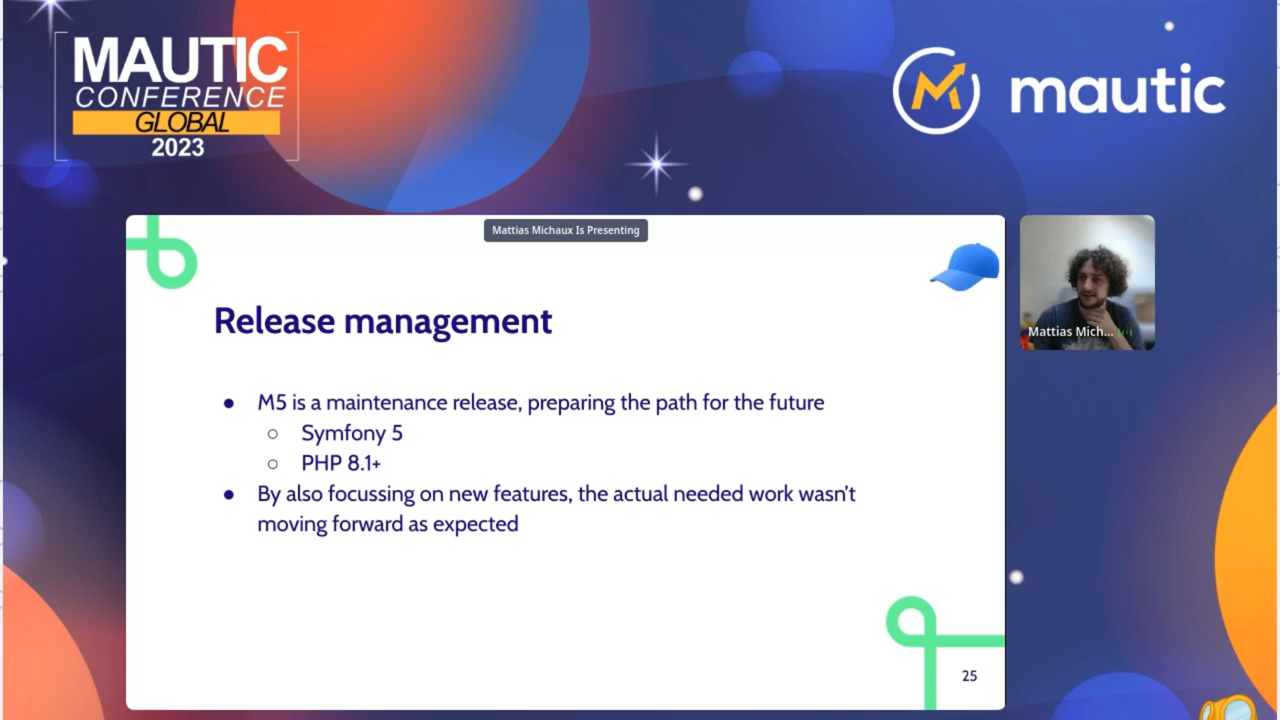 MAUTIC
CONFERENCE
GLOBAL
2023
mautic
Mattias Michaux Is Presenting
Release management
● M5 is a maintenance release, preparing the path for the future
○ Symfony 5
○ PHP 8.1+
● By also focussing on new features, the actual needed work wasn't
moving forward as expected
Mattias Mich...
25